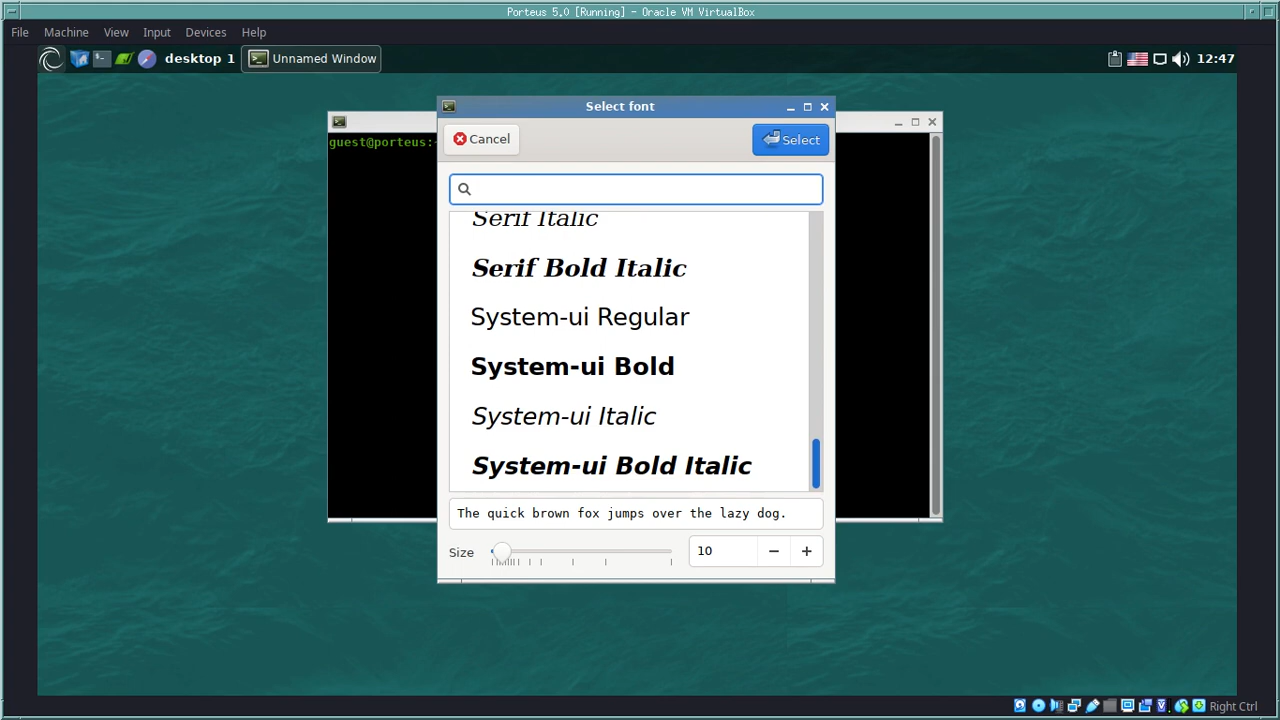 Porteus 5.0 [Running] - Oracle VM VirtualBox
File Machine View Input Devices Help
desktop 1 Unnamed Window 12:47
Select font
guest@porteus:
Cancel Select
Serif Italic
Serif Bold Italic
System-ui Regular
System-ui Bold
System-ui Italic
System-ui Bold Italic
The quick brown fox jumps over the lazy dog.
Size 10
Right Ctrl